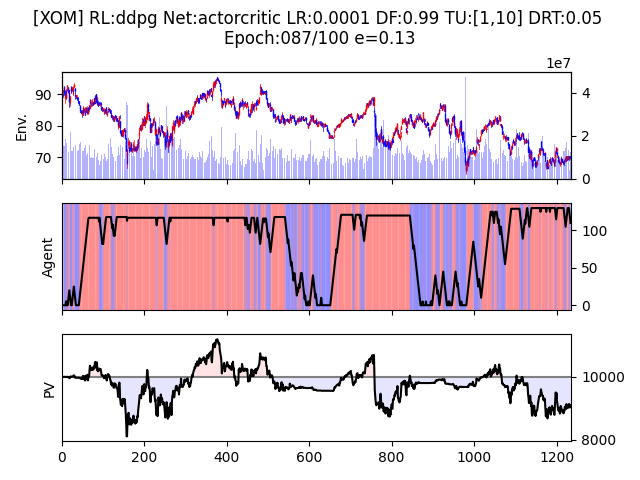 [XOM] RL:ddpg Net:actorcritic LR:0.0001 DF:0.99 TU:[1,10] DRT:0.05
Epoch:087/100 e=0.13
1e7
Env.
90
80
70
4
2
0
Agent
100
50
0
PV
10000
8000
0 200 400 600 800 1000 1200